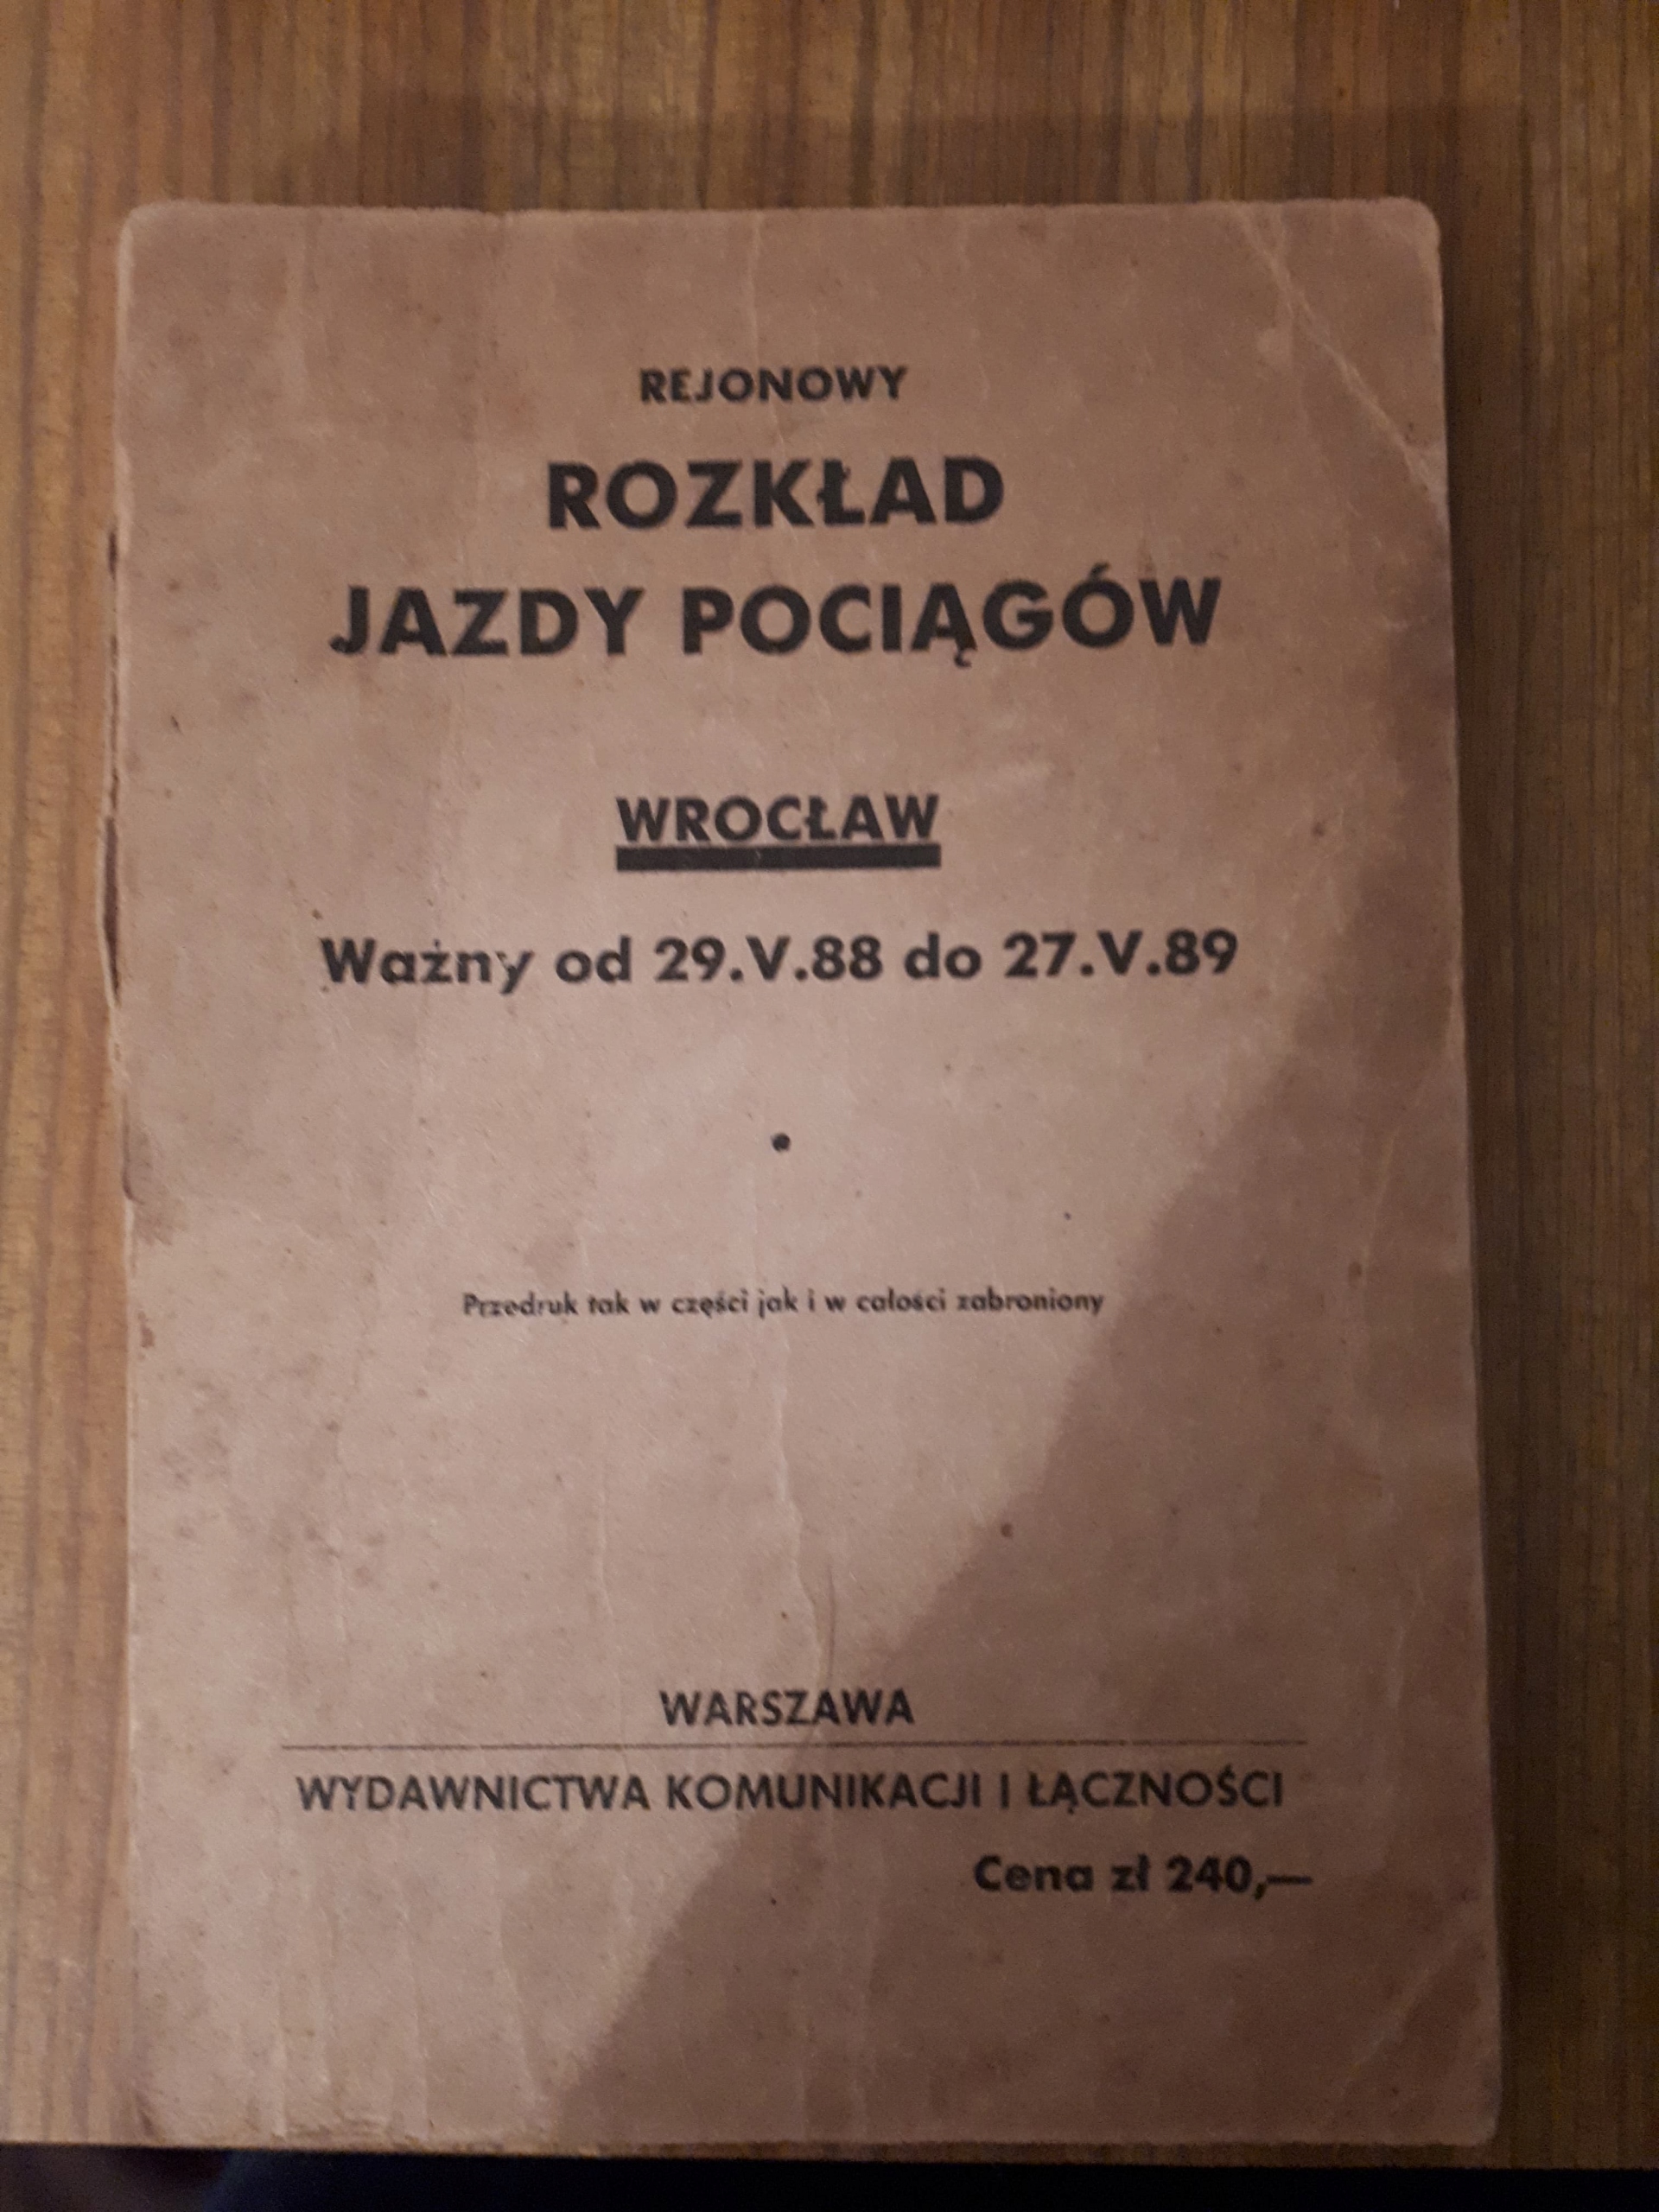 REJONOWY
ROZKŁAD
JAZDY POCIĄGÓW
WROCŁAW
Ważny od 29.V.88 do 27.V.89
•
Przedruk tak w części jak i w całości zabroniony
WARSZAWA
WYDAWNICTWA KOMUNIKACJI I ŁĄCZNOŚCI
Cena zł 240,—